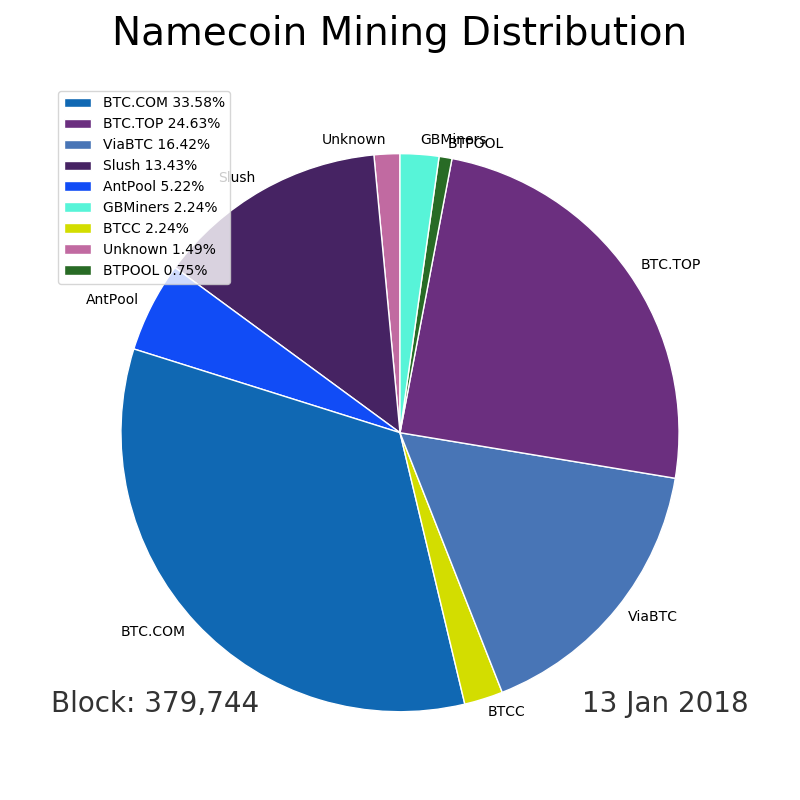 Namecoin Mining Distribution
BTC.COM 33.58%
BTC.TOP 24.63%
ViaBTC 16.42%
Slush 13.43%
AntPool 5.22%
GBMiners 2.24%
BTCC 2.24%
Unknown 1.49%
BTPOOL 0.75%
Unknown
GBMiners
BTPOOL
Slush
BTC.TOP
AntPool
ViaBTC
BTC.COM
BTCC
Block: 379,744
13 Jan 2018